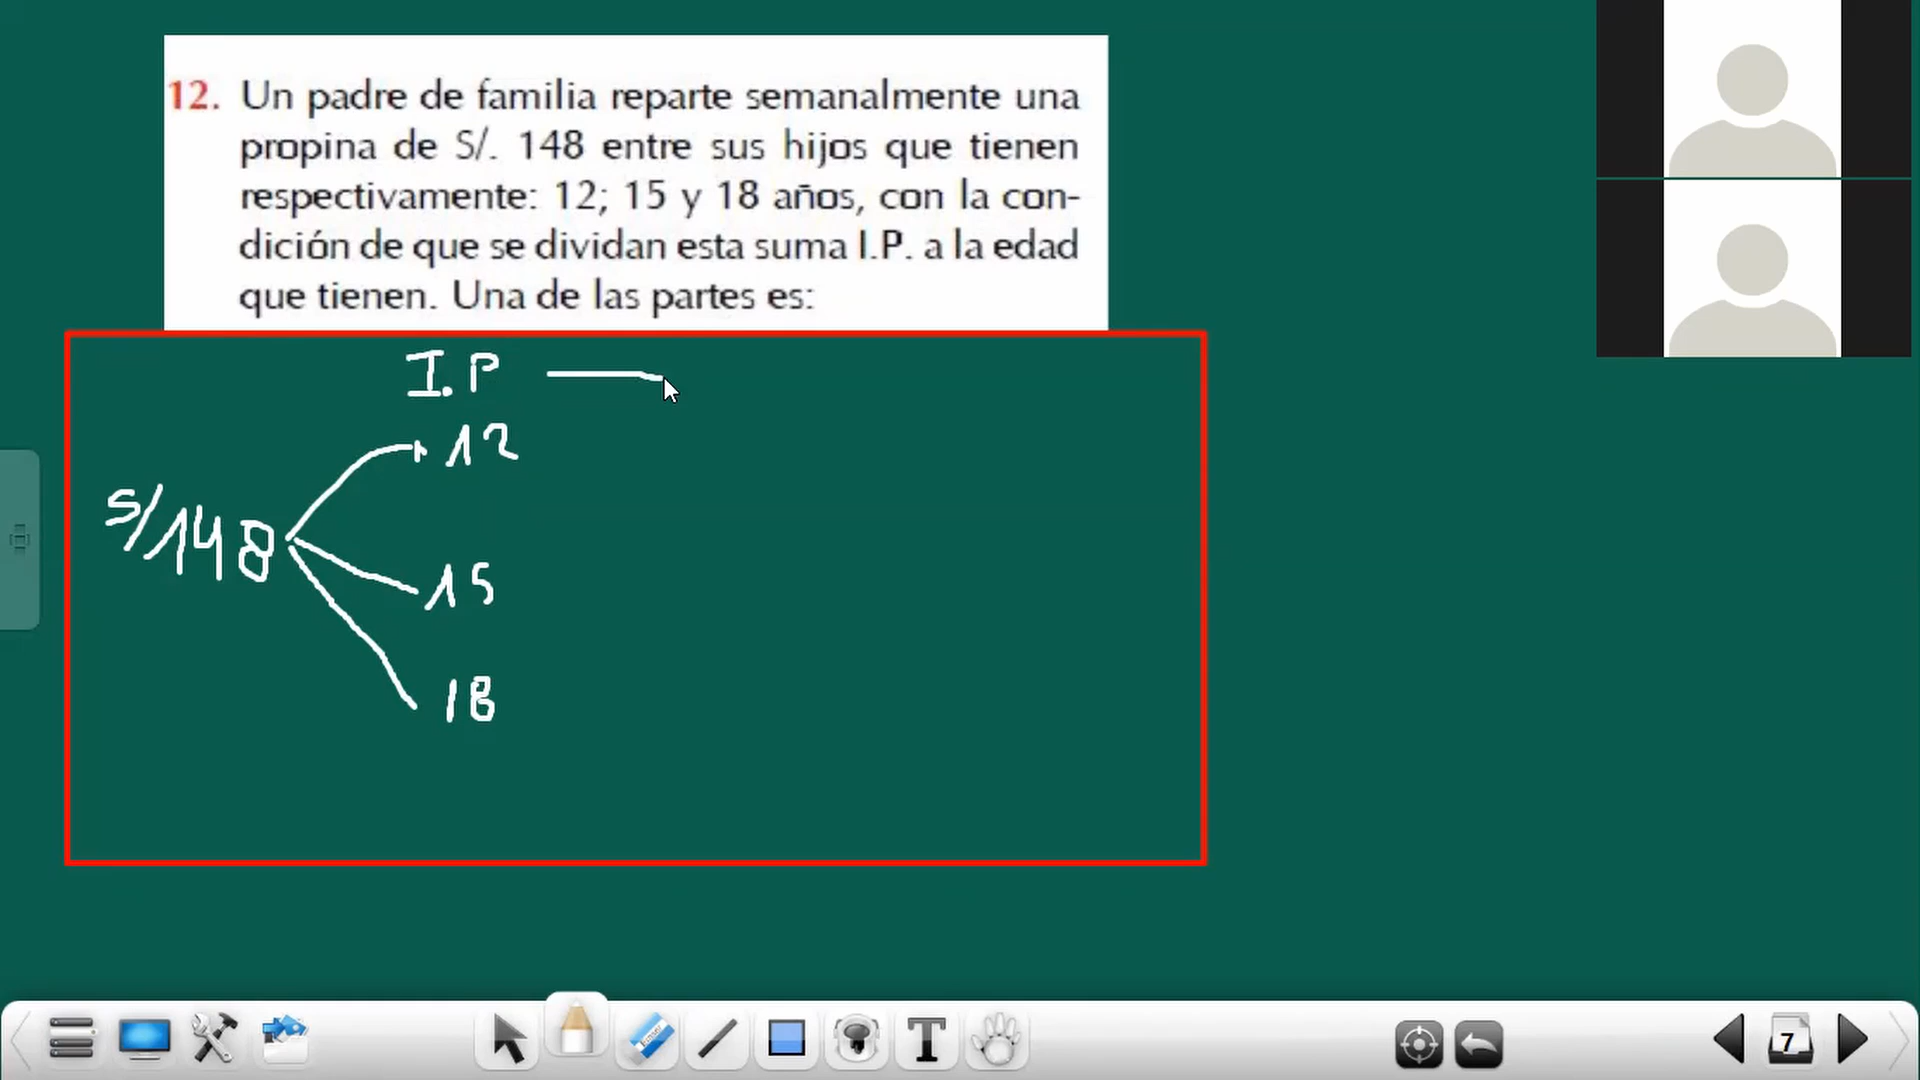 12. Un padre de familia reparte semanalmente una
propina de S/. 148 entre sus hijos que tienen
respectivamente: 12; 15 y 18 años, con la con-
dición de que se dividan esta suma I.P. a la edad
que tienen. Una de las partes es:
I.P
12
S/148
15
18
T
7